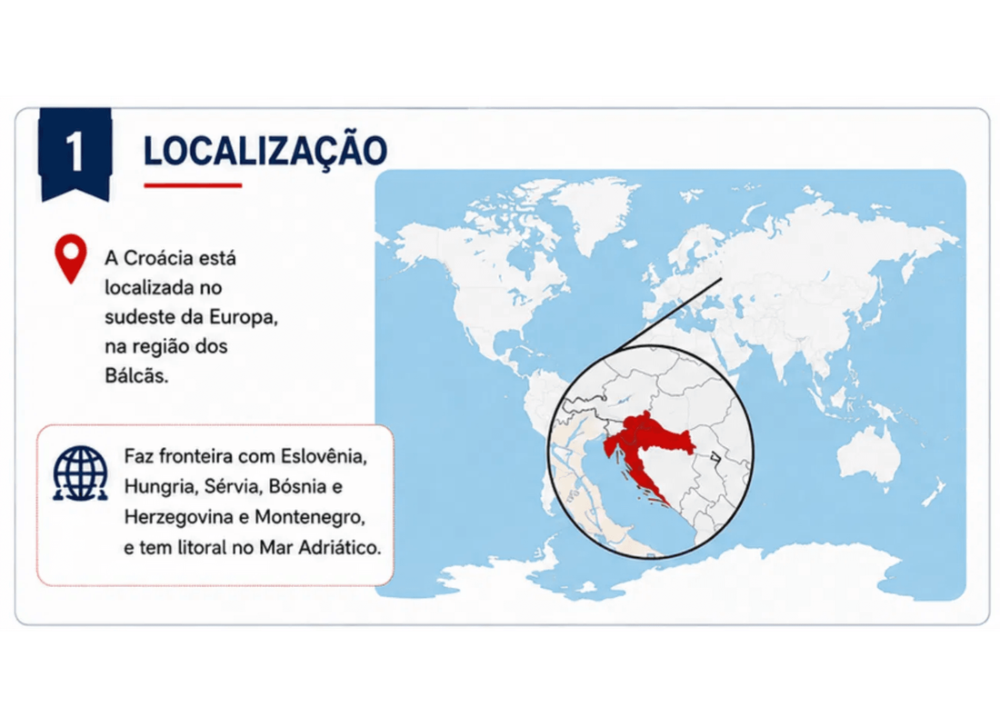 1
LOCALIZAÇÃO
A Croácia está
localizada no
sudeste da Europa,
na região dos
Bálcãs.
Faz fronteira com Eslovênia,
Hungria, Sérvia, Bósnia e
Herzegovina e Montenegro,
e tem litoral no Mar Adriático.